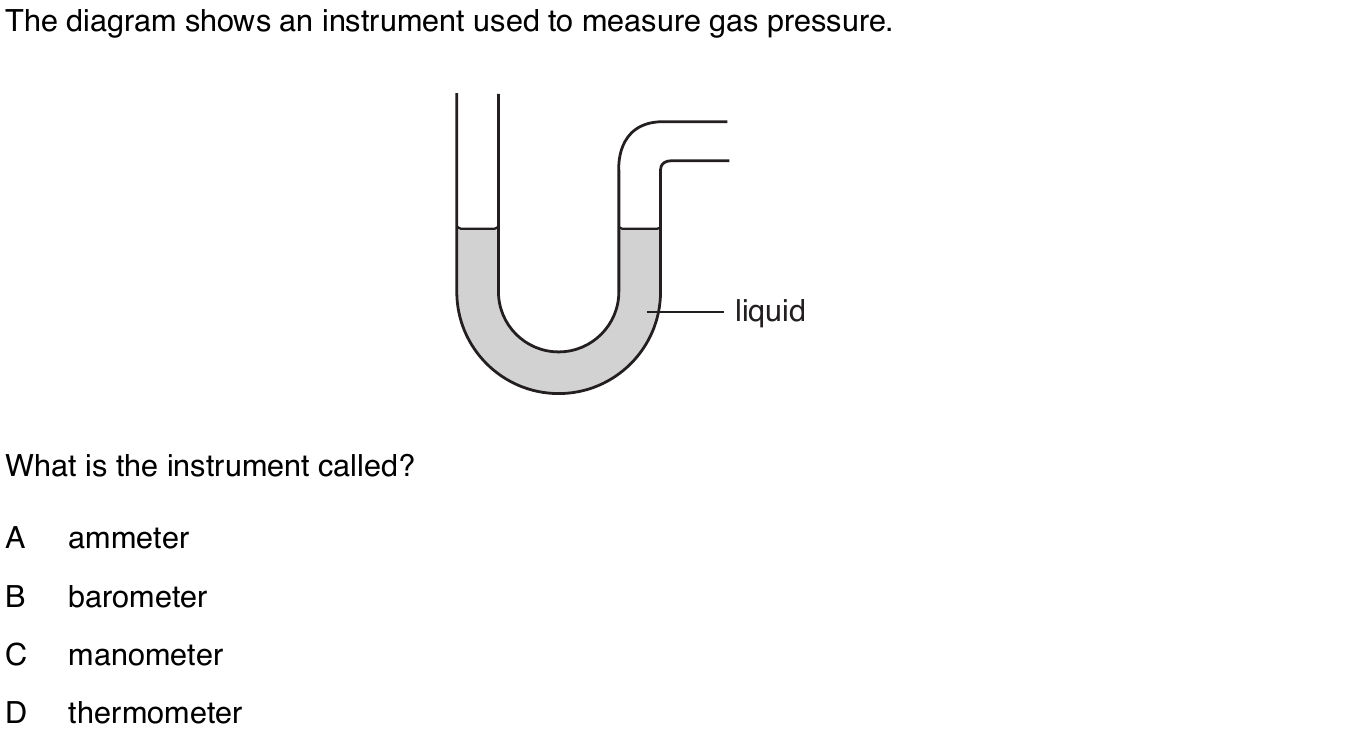 The diagram shows an instrument used to measure gas pressure.
liquid
What is the instrument called?
A ammeter
B barometer
C manometer
D thermometer